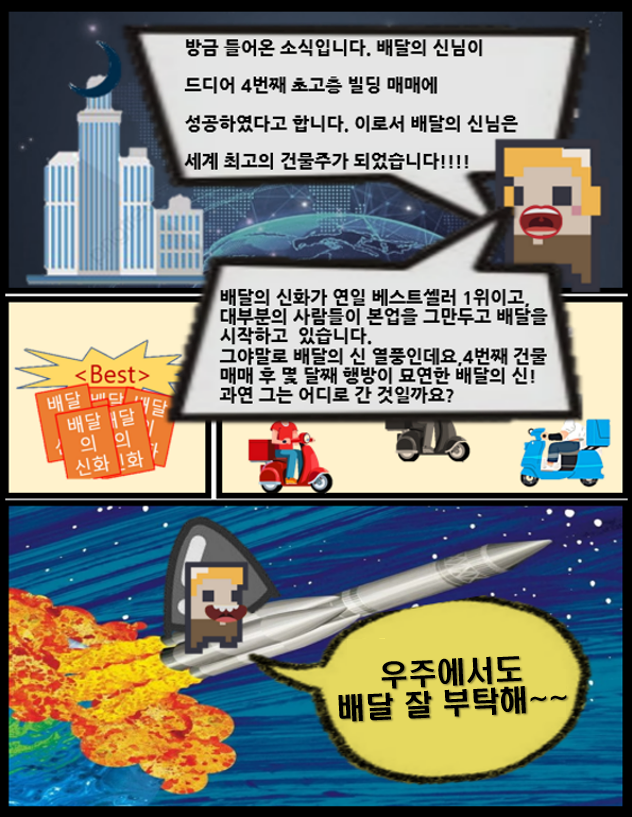 방금 들어온 소식입니다. 배달의 신님이
드디어 4번째 초고층 빌딩 매매에
성공하였다고 합니다. 이로서 배달의 신님은
세계 최고의 건물주가 되었습니다!!!!
배달의 신화가 연일 베스트셀러 1위이고,
대부분의 사람들이 본업을 그만두고 배달을
시작하고 있습니다.
그야말로 배달의 신 열풍인데요.4번째 건물
매매 후 몇 달째 행방이 묘연한 배달의 신!
과연 그는 어디로 간 것일까요?
<Best>
배달
배달
의
신화
우주에서도
배달 잘 부탁해~~